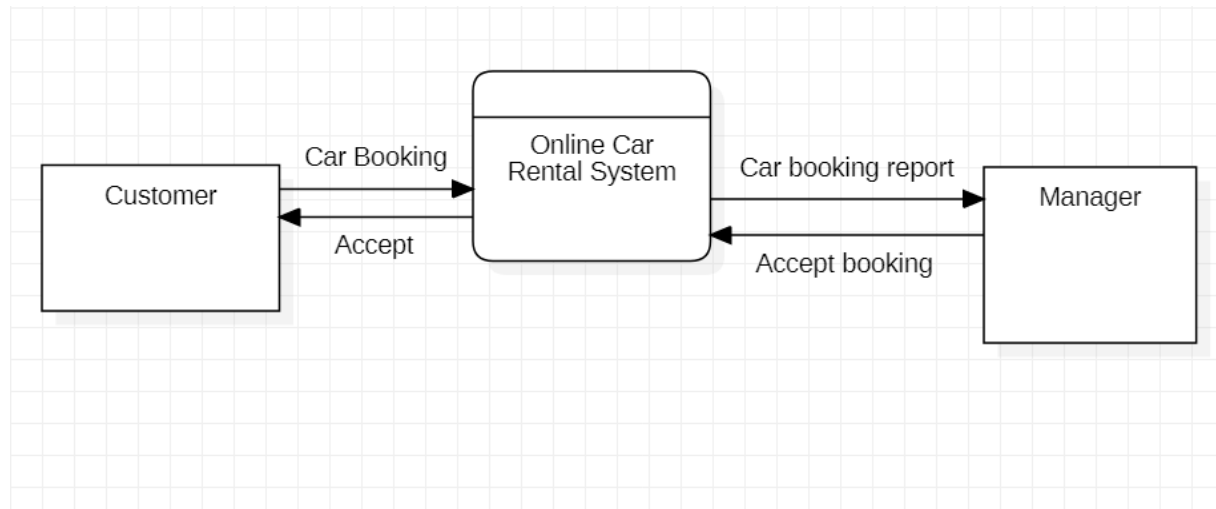 Customer
Car Booking
Accept
Online Car
Rental System
Car booking report
Accept booking
Manager